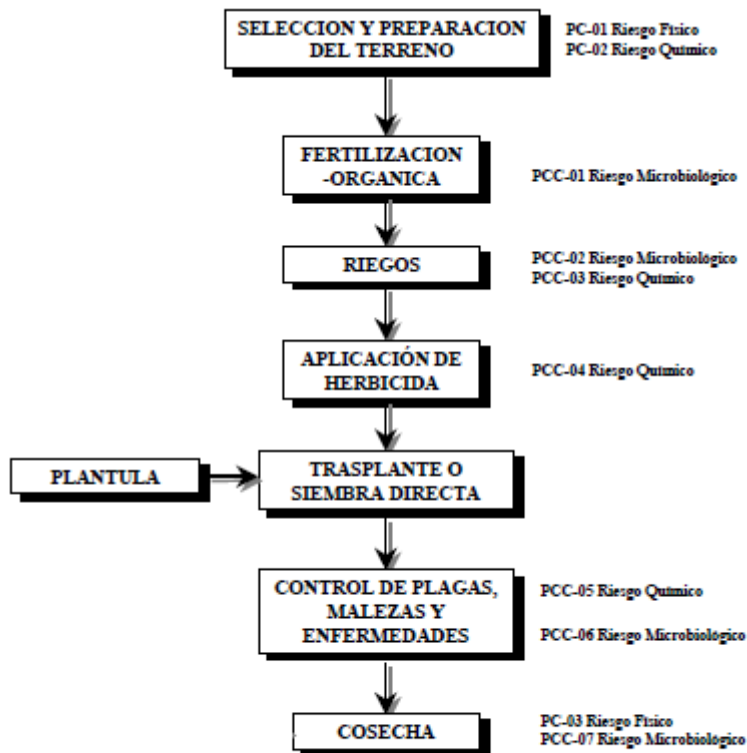 SELECCION Y PREPARACION
DEL TERRENO
PC-01 Riesgo Físico
PC-02 Riesgo Químico
FERTILIZACION
-ORGANICA
PCC-01 Riesgo Microbiológico
RIEGOS
PCC-02 Riesgo Microbiológico
PCC-03 Riesgo Químico
APLICACIÓN DE
HERBICIDA
PCC-04 Riesgo Químico
PLANTULA
TRASPLANTE O
SIEMBRA DIRECTA
CONTROL DE PLAGAS,
MALEZAS Y
ENFERMEDADES
PCC-05 Riesgo Químico
PCC-06 Riesgo Microbiológico
COSECHA
PC-03 Riesgo Físico
PCC-07 Riesgo Microbiológico